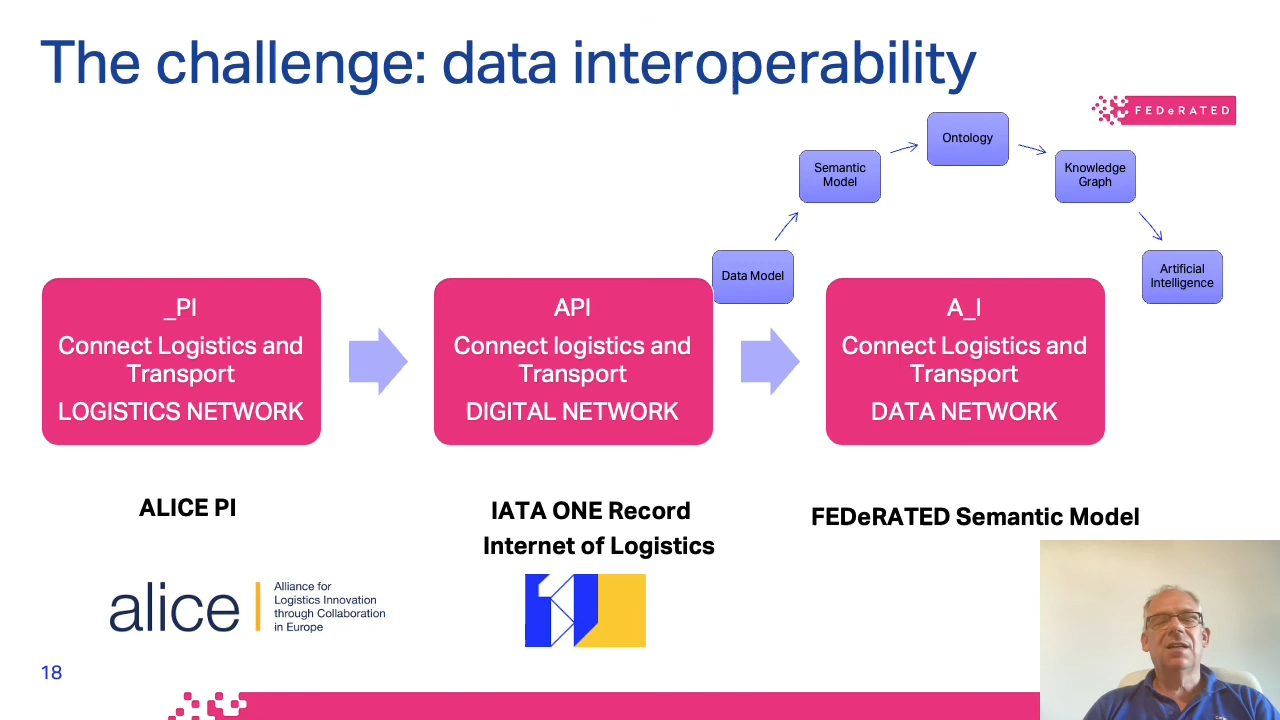 The challenge: data interoperability
FEDeRATED
Ontology
Semantic
Model
Knowledge
Graph
Data Model
Artificial
Intelligence
_PI
Connect Logistics and
Transport
LOGISTICS NETWORK
API
Connect logistics and
Transport
DIGITAL NETWORK
A_I
Connect Logistics and
Transport
DATA NETWORK
ALICE PI
IATA ONE Record
Internet of Logistics
FEDeRATED Semantic Model
alice
Alliance for
Logistics Innovation
through Collaboration
in Europe
1
18